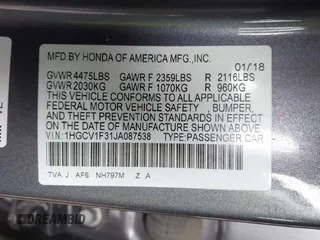 MFD BY HONDA OF AMERICA MFG.,INC. 01/18
GVWR 4475LBS GAWR F 2359LBS R 2116LBS
GVWR 2030KG GAWR F 1070KG R 960KG
THIS VEHICLE CONFORMS TO ALL APPLICABLE
FEDERAL MOTOR VEHICLE SAFETY, BUMPER,
AND THEFT PREVENTION STANDARDS IN EFFECT
ON THE DATE OF MANUFACTURE SHOWN ABOVE.
V.I.N: 1HGCV1F31JA087538 TYPE:PASSENGER CAR
TVA J AF6 NH797M Z .A
DREAMBID